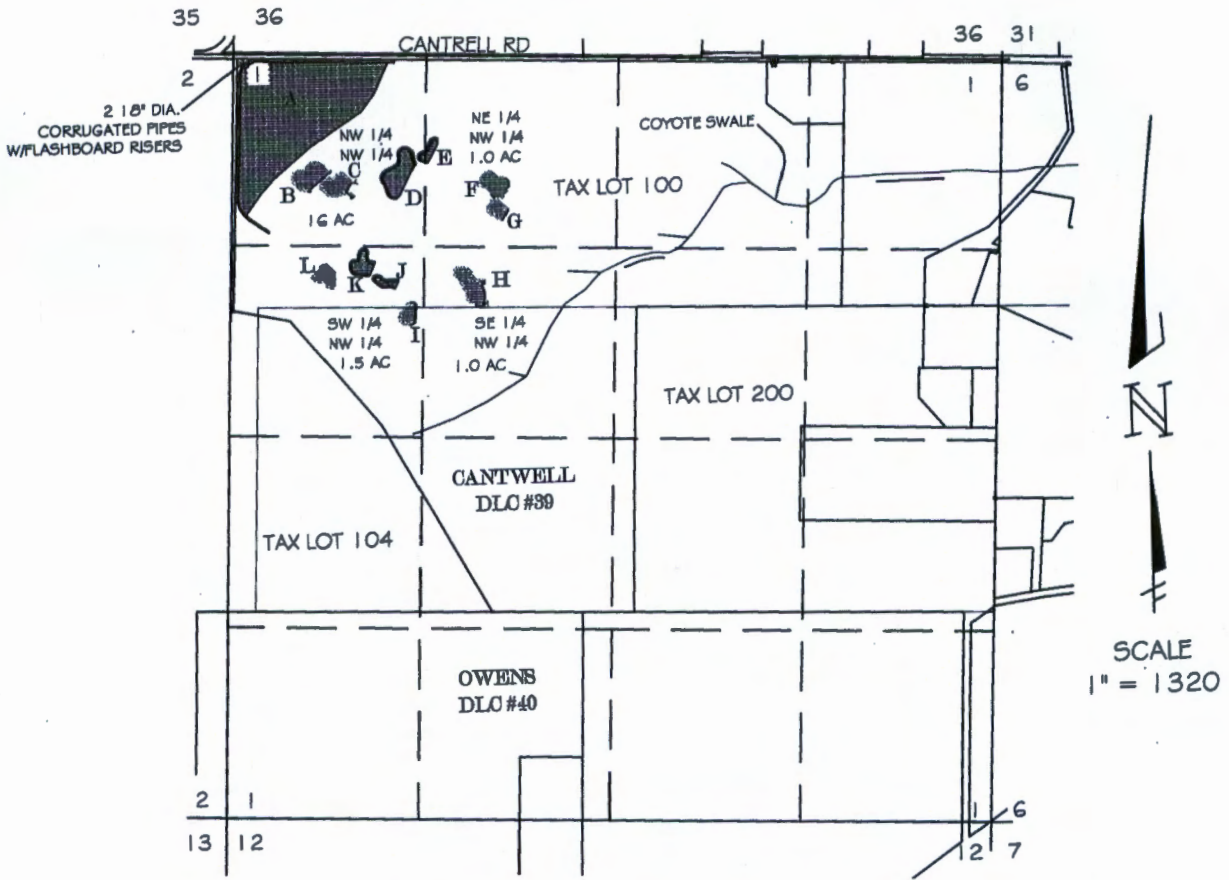 35 36
CANTRELL RD
36 31
2 1
1 6
2 18" DIA.
CORRUGATED PIPES
W/FLASHBOARD RISERS
A
NW 1/4
NW 1/4
NE 1/4
NW 1/4
1.0 AC
COYOTE SWALE
B
C
D
E
F
G
TAX LOT 100
16 AC
L
K
J
H
I
SW 1/4
NW 1/4
1.5 AC
SE 1/4
NW 1/4
1.0 AC
TAX LOT 200
N
CANTWELL
DLC #39
TAX LOT 104
SCALE
1" = 1320
OWENS
DLC #40
2 1
13 12
1 6
12 7